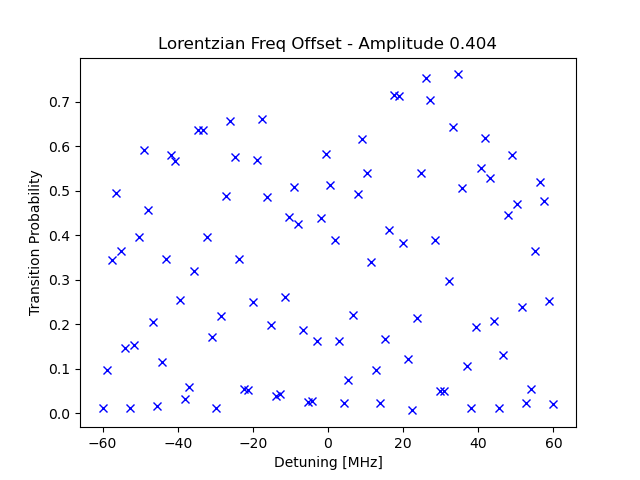 Lorentzian Freq Offset - Amplitude 0.404
Transition Probability
0.7
0.6
0.5
0.4
0.3
0.2
0.1
0.0
−60 −40 −20 0 20 40 60
Detuning [MHz]